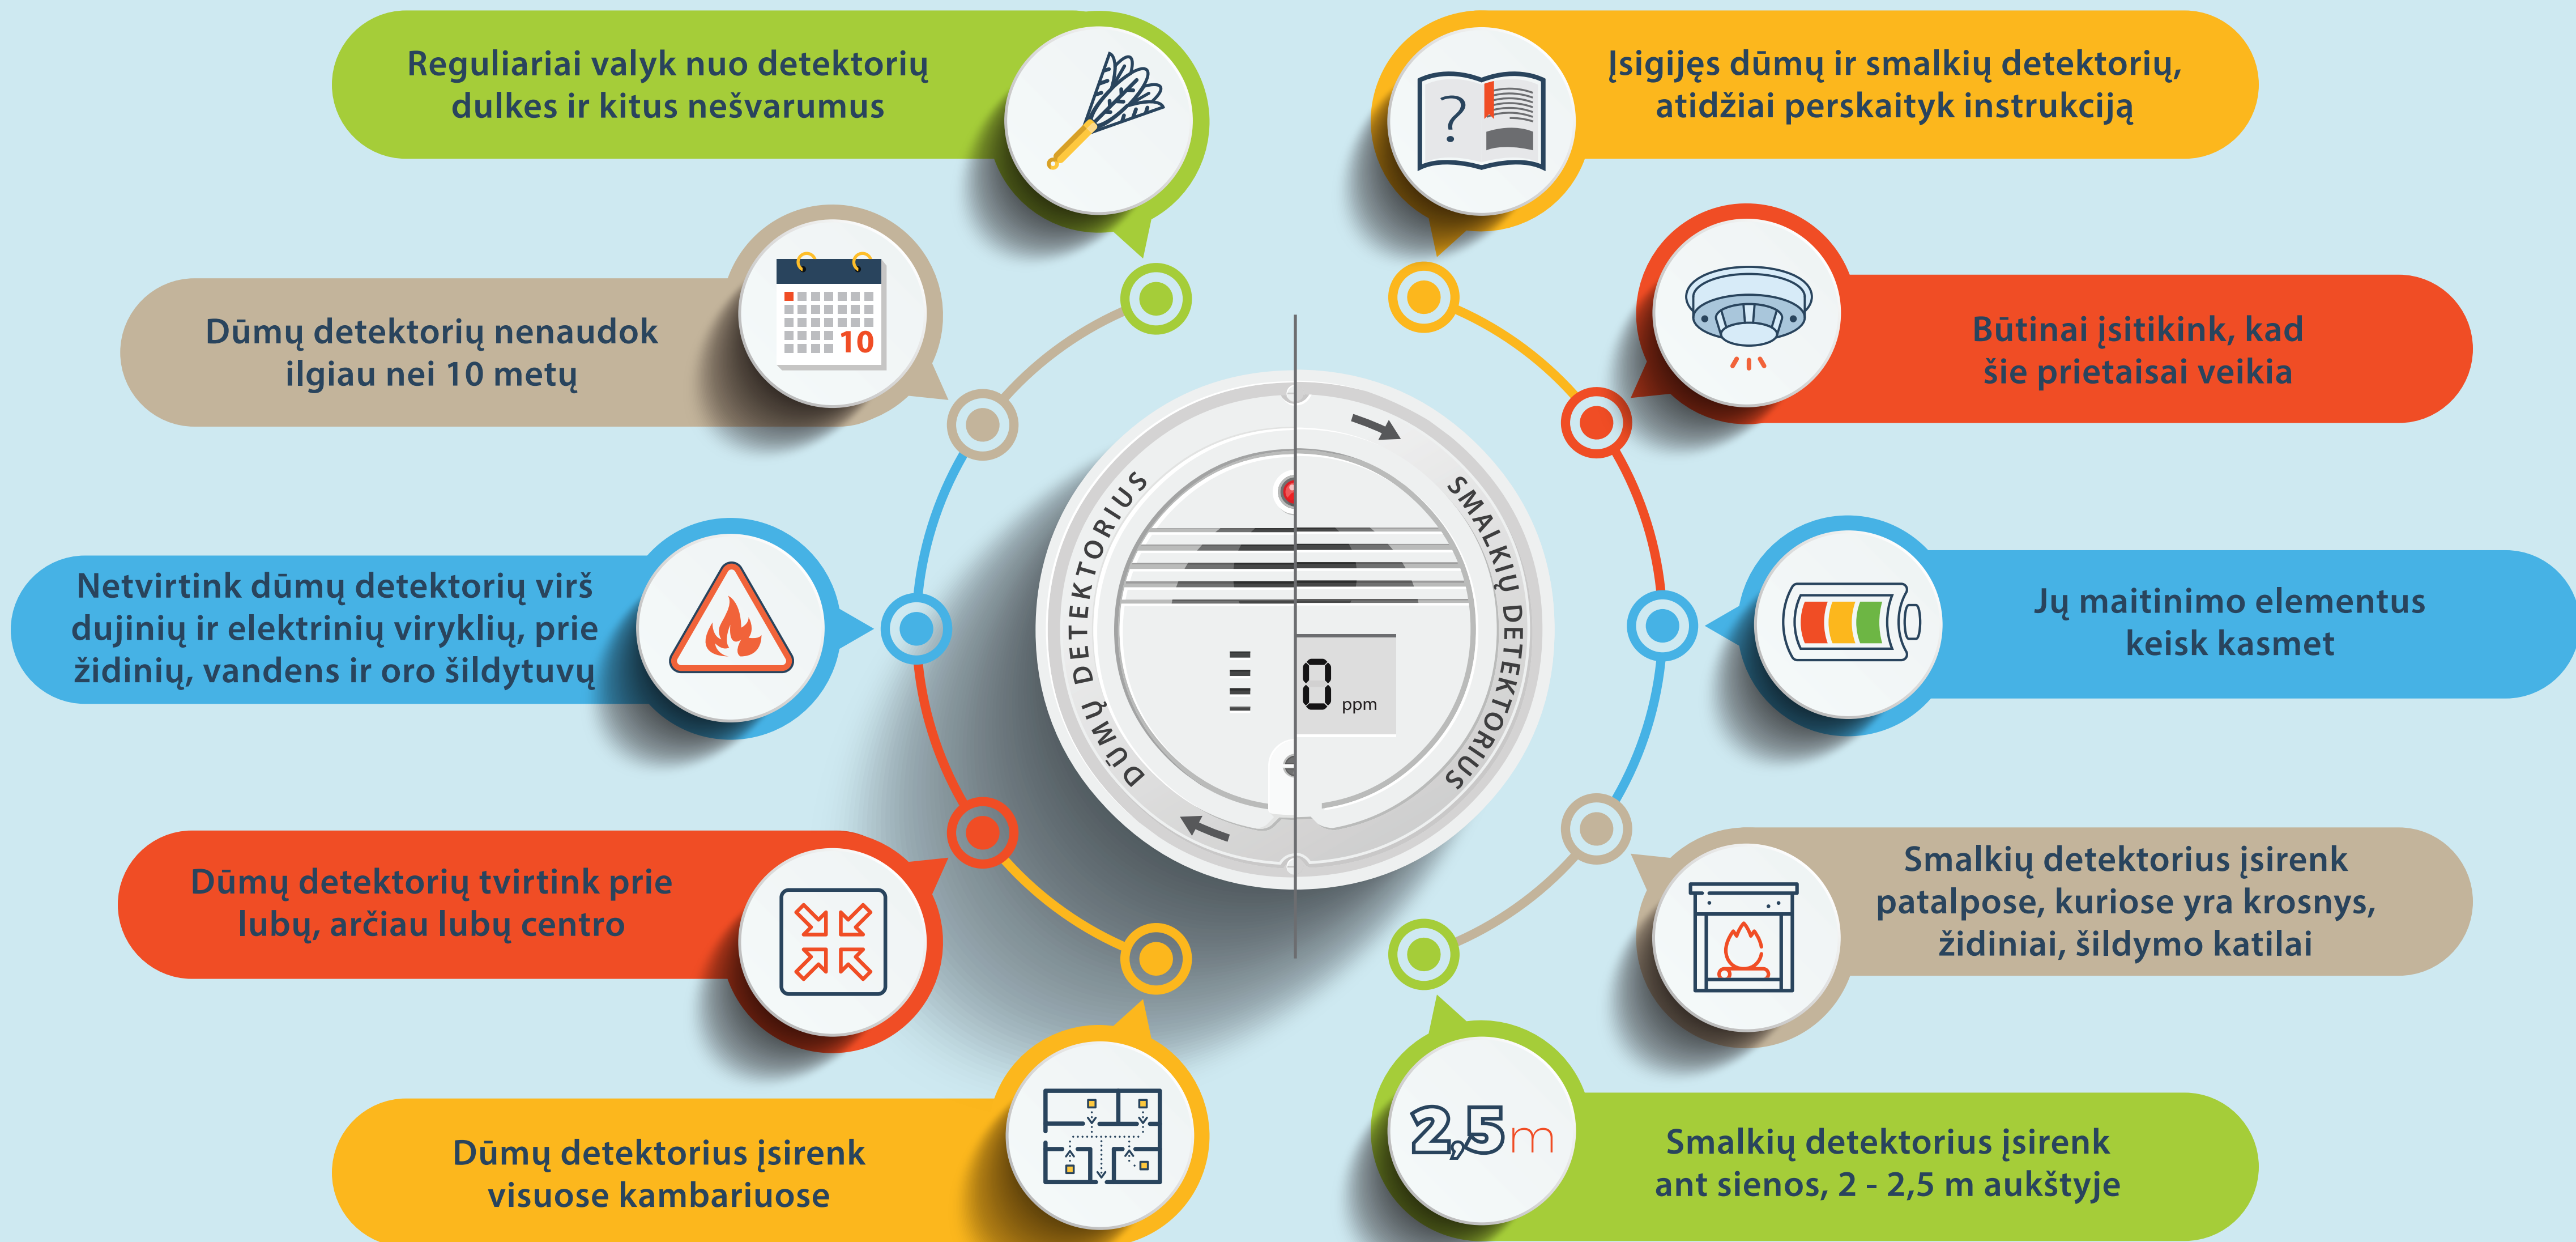 Reguliariai valyk nuo detektorių
dulkes ir kitus nešvarumus
Dūmų detektorių nenaudok
ilgiau nei 10 metų
10
Netvirtink dūmų detektorių virš
dujinių ir elektrinių viryklių, prie
židinių, vandens ir oro šildytuvų
Dūmų detektorių tvirtink prie
lubų, arčiau lubų centro
Dūmų detektorius įsirenk
visuose kambariuose
DŪMŲ DETEKTORIUS
SMALKIŲ DETEKTORIUS
0 ppm
?
Įsigijęs dūmų ir smalkių detektorių,
atidžiai perskaityk instrukciją
Būtinai įsitikink, kad
šie prietaisai veikia
Jų maitinimo elementus
keisk kasmet
Smalkių detektorius įsirenk
patalpose, kuriose yra krosnys,
židiniai, šildymo katilai
2,5m
Smalkių detektorius įsirenk
ant sienos, 2 - 2,5 m aukštyje